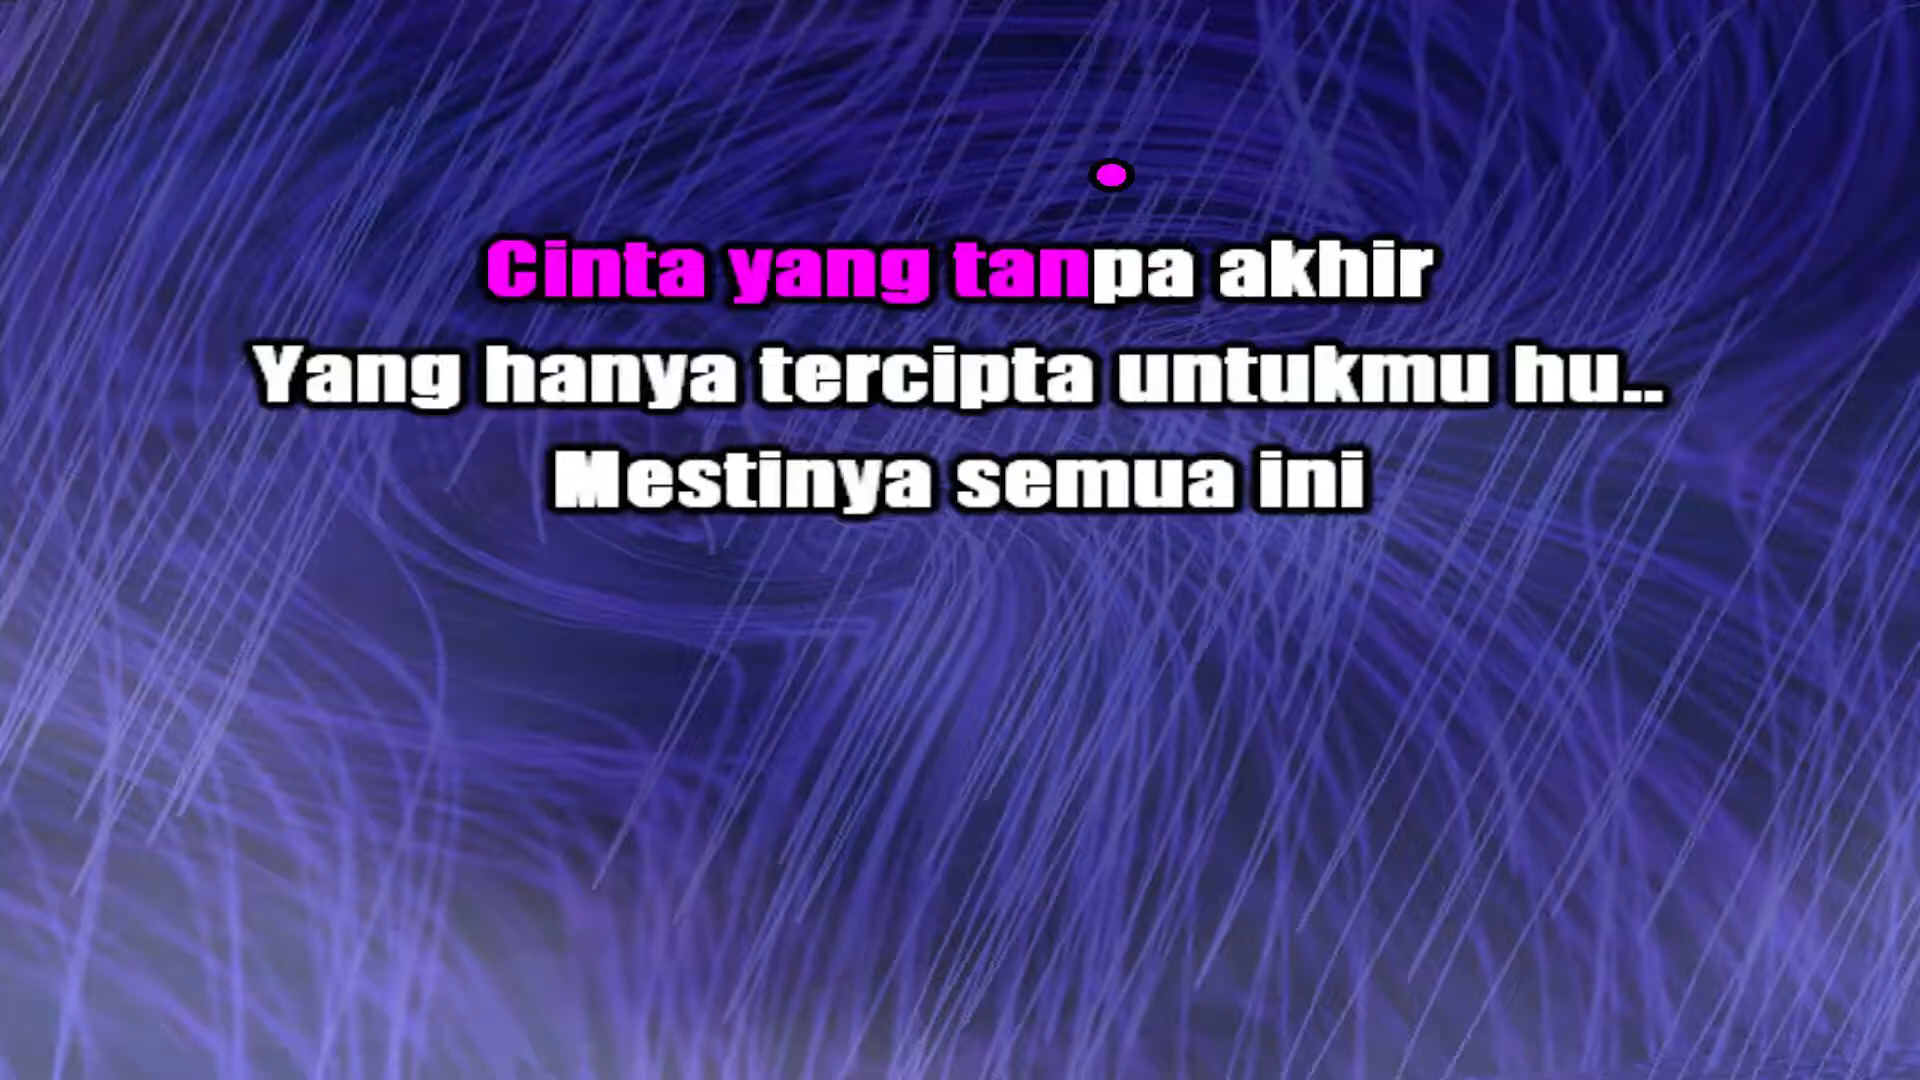 Cinta yang tanpa akhir
Yang hanya tercipta untukmu hu..
Mestinya semua ini